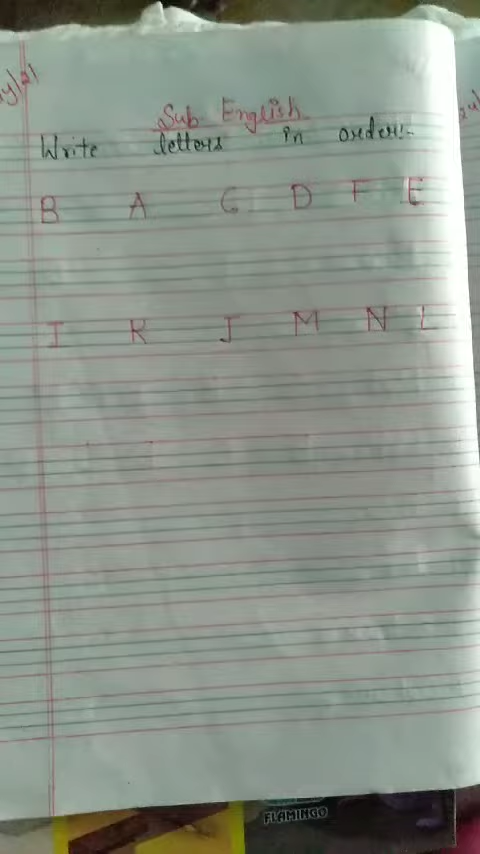 Sub English
Write letters in order:-
B A C D F E
I K J M N L
FLAMINGO